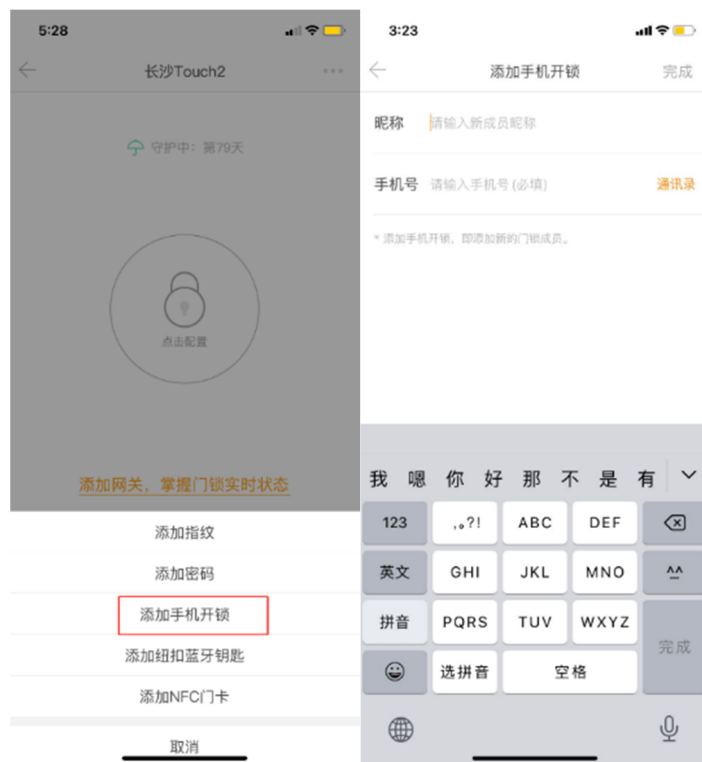 5:28
长沙Touch2
守护中：第79天
点击配置
添加网关，掌握门锁实时状态
添加指纹
添加密码
添加手机开锁
添加纽扣蓝牙钥匙
添加NFC门卡
取消
3:23
添加手机开锁
完成
昵称 请输入新成员昵称
手机号 请输入手机号(必填) 通讯录
* 添加手机开锁，即添加新的门锁成员。
我 嗯 你 好 那 不 是 有
123 ,。?! ABC DEF
英文 GHI JKL MNO ^^
拼音 PQRS TUV WXYZ 完成
选拼音 空格